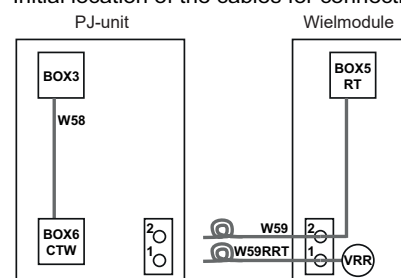 Initial location of the cables for connect
PJ-unit
Wielmodule
BOX3
BOX5
RT
W58
BOX6
CTW
2
1
W59
W59RRT
2
1
VRR